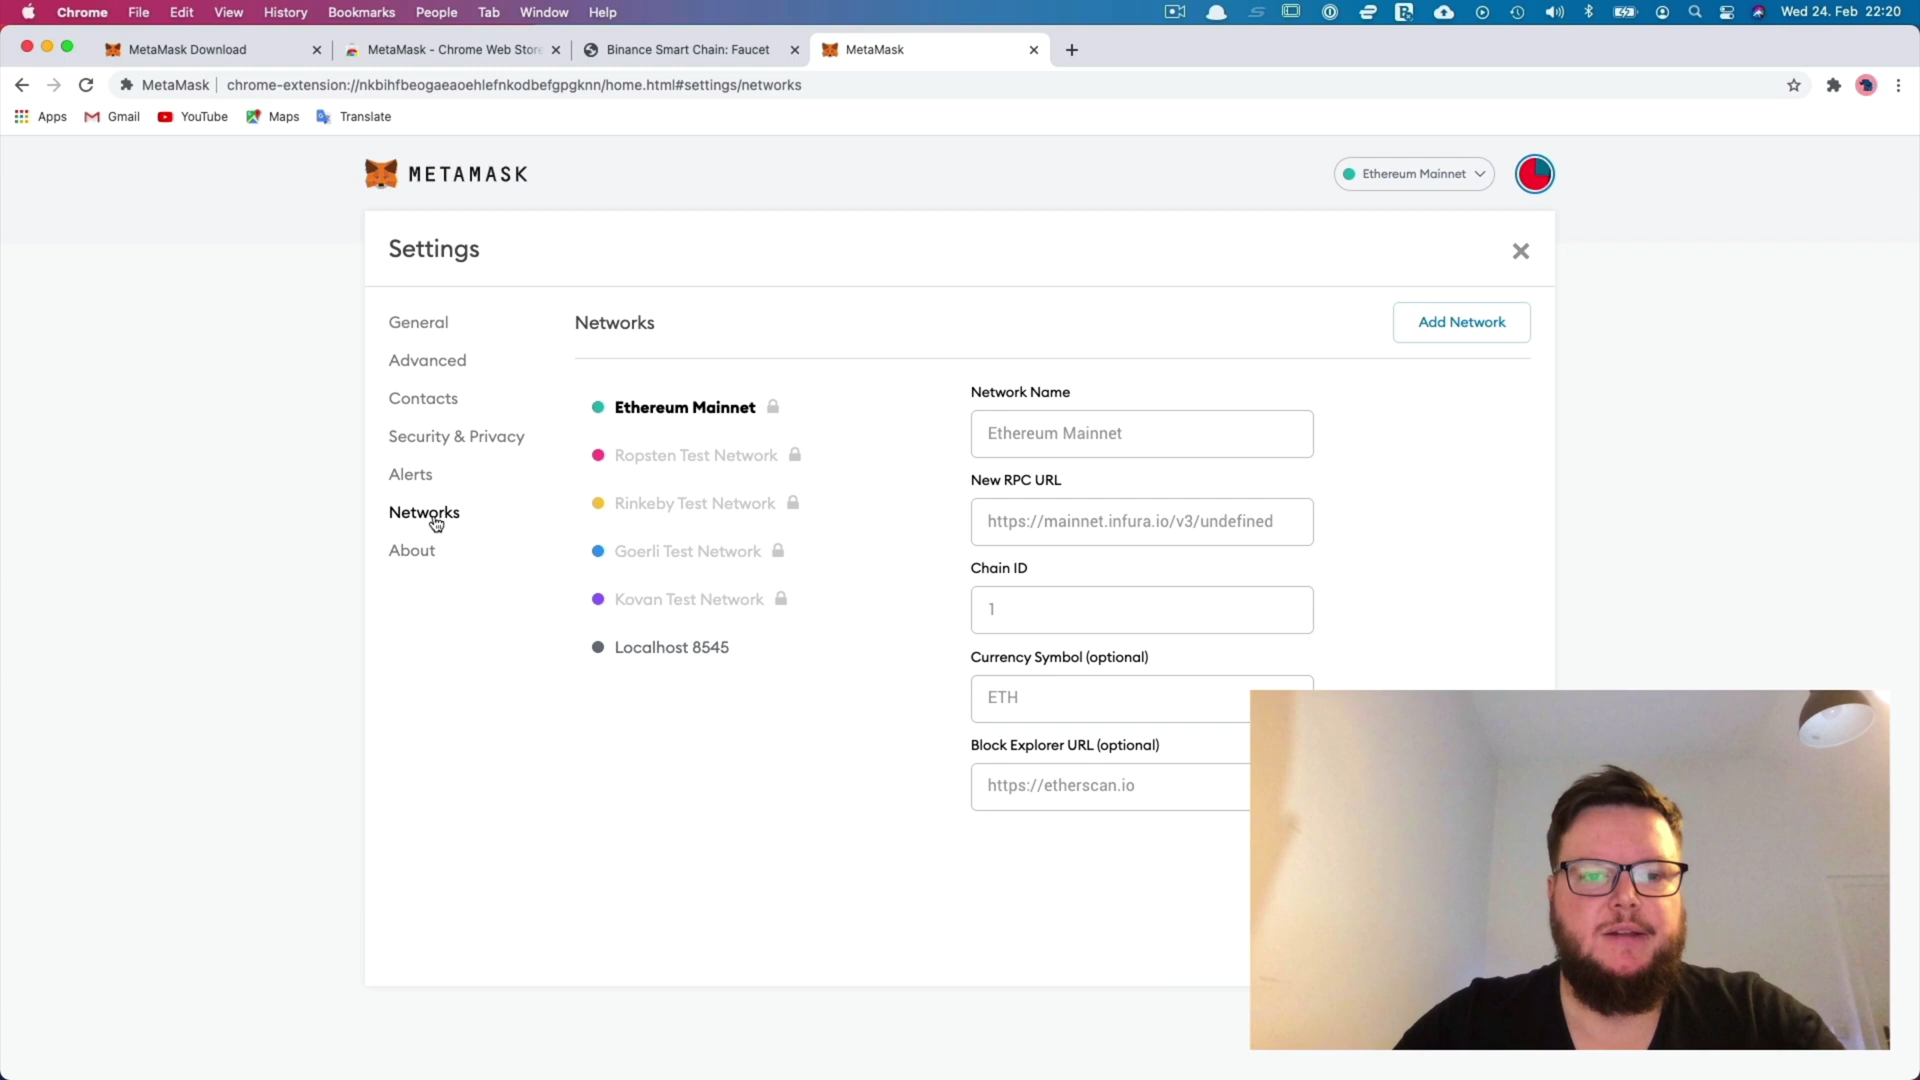 Chrome File Edit View History Bookmarks People Tab Window Help Wed 24. Feb 22:20
MetaMask Download MetaMask - Chrome Web Store Binance Smart Chain: Faucet MetaMask
MetaMask chrome-extension://nkbihfbeogaeaoehlefnkodbefgpgknn/home.html#settings/networks
Apps Gmail YouTube Maps Translate
METAMASK Ethereum Mainnet
Settings
General
Advanced
Contacts
Security & Privacy
Alerts
Networks
About
Networks
Add Network
Ethereum Mainnet
Ropsten Test Network
Rinkeby Test Network
Goerli Test Network
Kovan Test Network
Localhost 8545
Network Name
Ethereum Mainnet
New RPC URL
https://mainnet.infura.io/v3/undefined
Chain ID
1
Currency Symbol (optional)
ETH
Block Explorer URL (optional)
https://etherscan.io